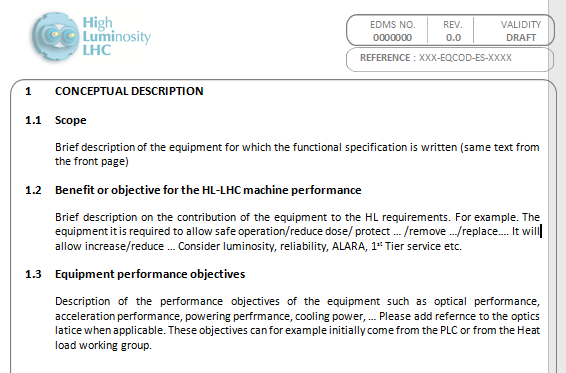 High
Luminosity
LHC
EDMS NO. REV. VALIDITY
0000000 0.0 DRAFT
REFERENCE : XXX-EQCOD-ES-XXXX
1 CONCEPTUAL DESCRIPTION
1.1 Scope
Brief description of the equipment for which the functional specification is written (same text from
the front page)
1.2 Benefit or objective for the HL-LHC machine performance
Brief description on the contribution of the equipment to the HL requirements. For example. The
equipment it is required to allow safe operation/reduce dose/ protect ... /remove .../replace.... It will
allow increase/reduce ... Consider luminosity, reliability, ALARA, 1st Tier service etc.
1.3 Equipment performance objectives
Description of the performance objectives of the equipment such as optical performance,
acceleration performance, powering perfrmance, cooling power, ... Please add refernce to the optics
latice when applicable. These objectives can for example initially come from the PLC or from the Heat
load working group.